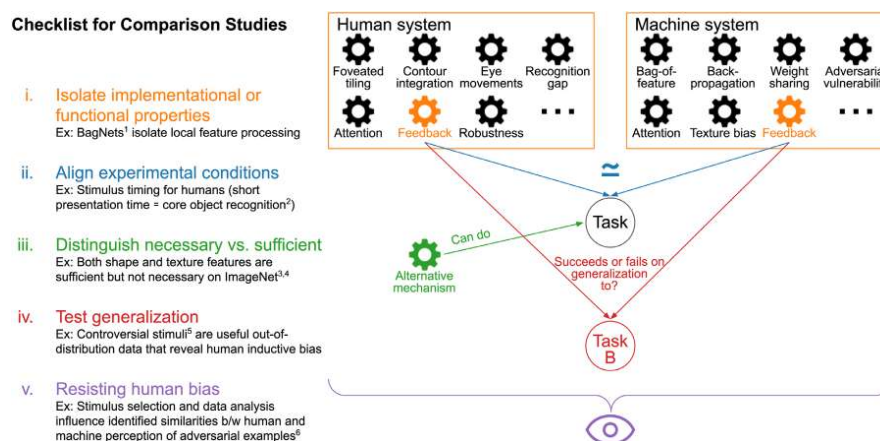 Checklist for Comparison Studies
i. Isolate implementational or
functional properties
Ex: BagNets¹ isolate local feature processing
ii. Align experimental conditions
Ex: Stimulus timing for humans (short
presentation time = core object recognition²)
iii. Distinguish necessary vs. sufficient
Ex: Both shape and texture features are
sufficient but not necessary on ImageNet³,⁴
iv. Test generalization
Ex: Controversial stimuli⁵ are useful out-of-
distribution data that reveal human inductive bias
v. Resisting human bias
Ex: Stimulus selection and data analysis
influence identified similarities b/w human and
machine perception of adversarial examples⁶
Human system
Foveated
tiling
Contour
integration
Eye
movements
Recognition
gap
Attention
Feedback
Robustness
...
Machine system
Bag-of-
feature
Back-
propagation
Weight
sharing
Adversarial
vulnerability
Attention
Texture bias
Feedback
...
≃
Task
Can do
Alternative
mechanism
Succeeds or fails on
generalization
to?
Task
B